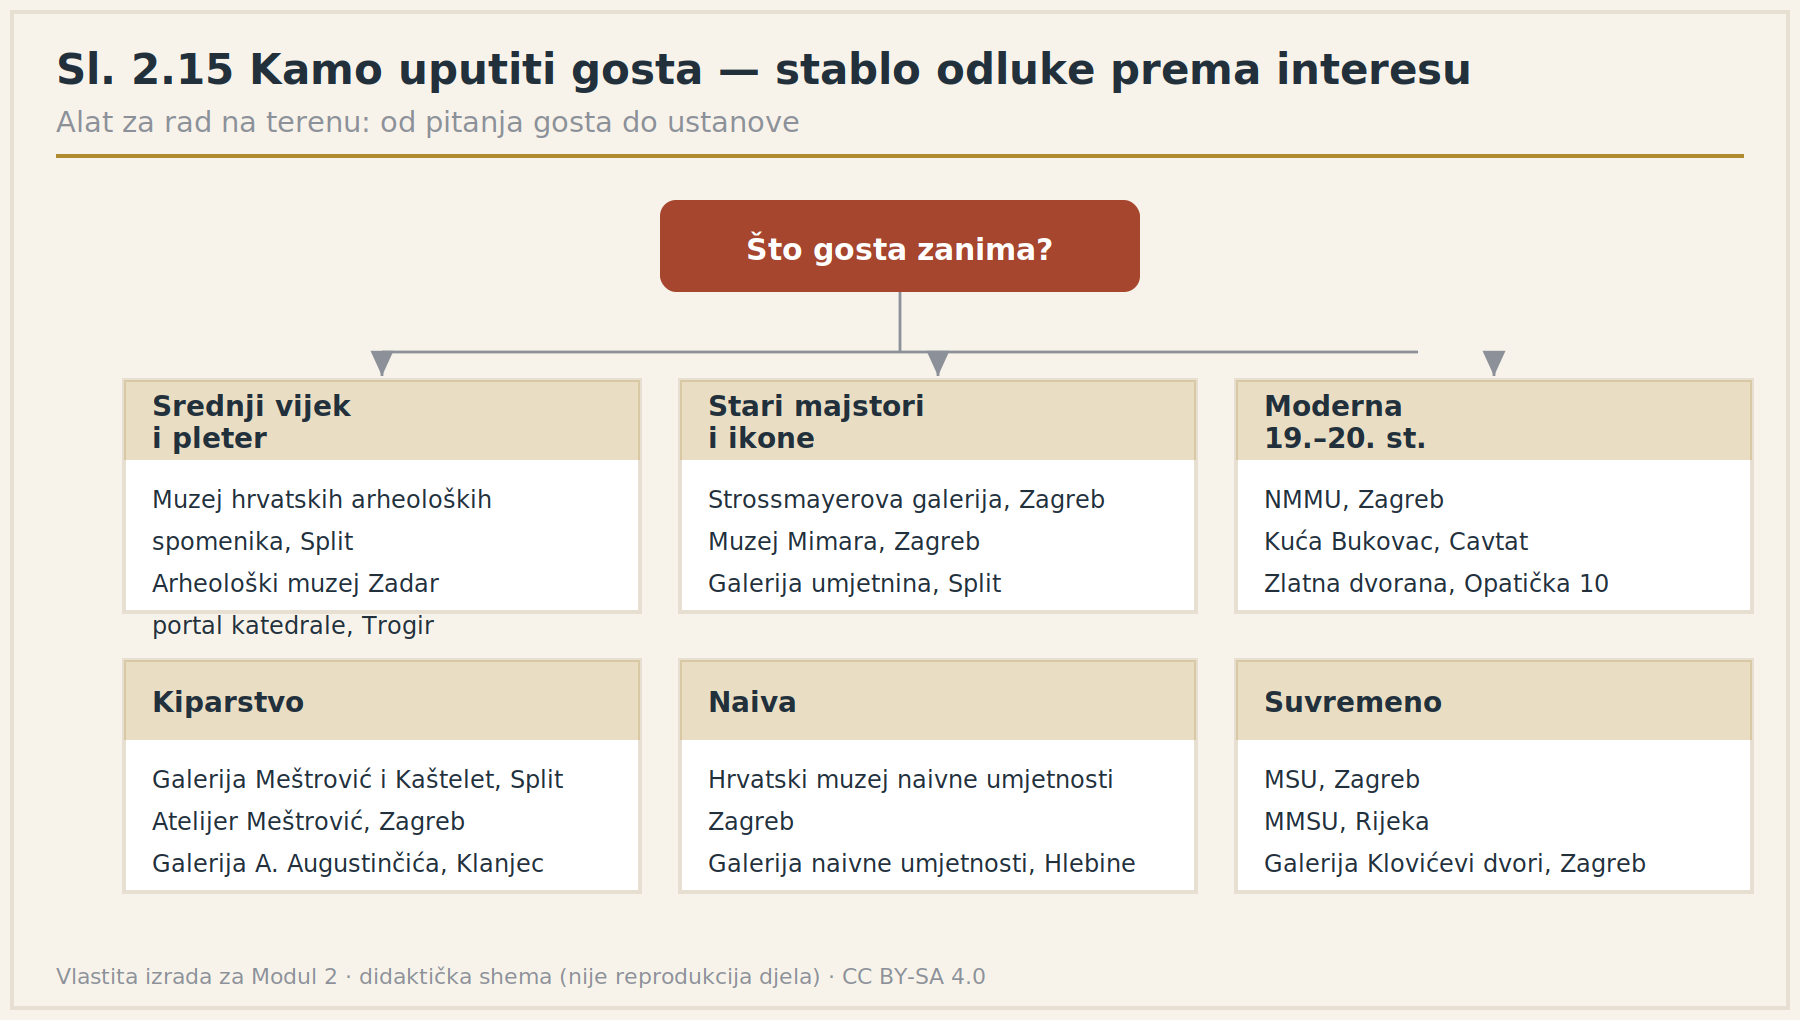 Sl. 2.15 Kamo uputiti gosta — stablo odluke prema interesu
Alat za rad na terenu: od pitanja gosta do ustanove
Što gosta zanima?
Srednji vijek
i pleter
Muzej hrvatskih arheoloških
spomenika, Split
Arheološki muzej Zadar
portal katedrale, Trogir
Stari majstori
i ikone
Strossmayerova galerija, Zagreb
Muzej Mimara, Zagreb
Galerija umjetnina, Split
Moderna
19.–20. st.
NMMU, Zagreb
Kuća Bukovac, Cavtat
Zlatna dvorana, Opatička 10
Kiparstvo
Galerija Meštrović i Kaštelet, Split
Atelijer Meštrović, Zagreb
Galerija A. Augustinčića, Klanjec
Naiva
Hrvatski muzej naivne umjetnosti
Zagreb
Galerija naivne umjetnosti, Hlebine
Suvremeno
MSU, Zagreb
MMSU, Rijeka
Galerija Klovićevi dvori, Zagreb
Vlastita izrada za Modul 2 · didaktička shema (nije reprodukcija djela) · CC BY-SA 4.0